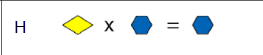 H x =